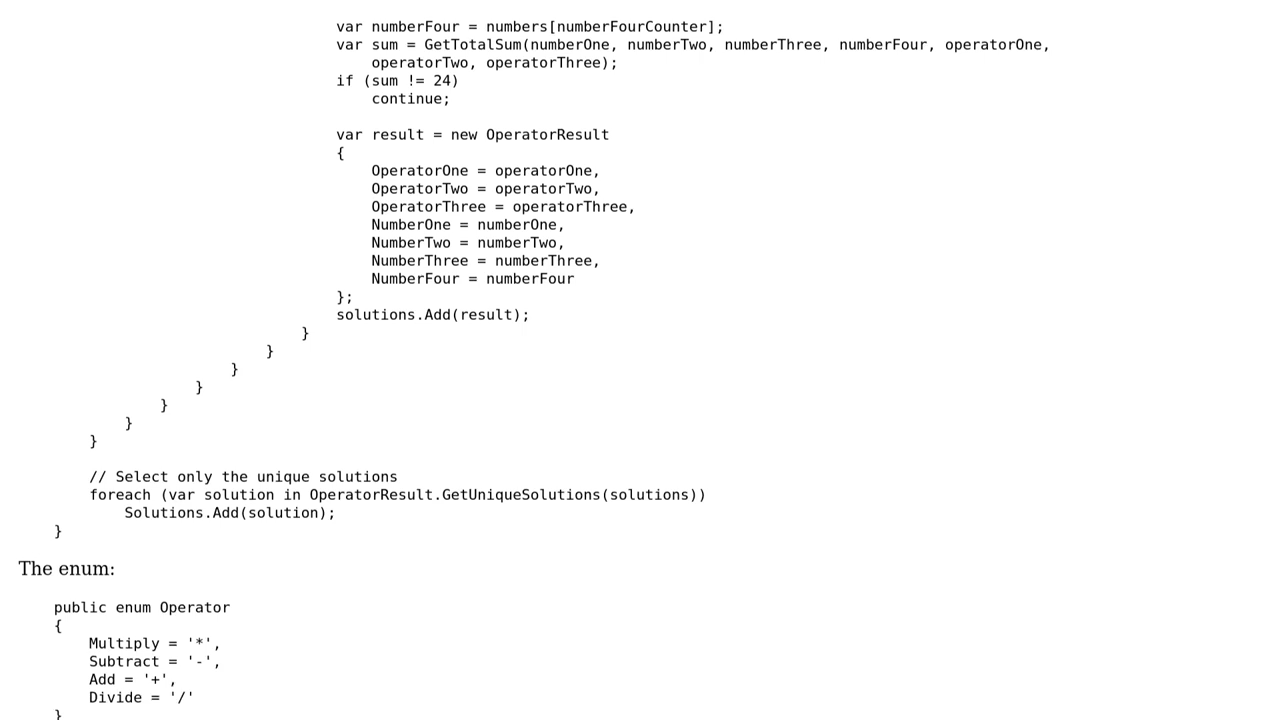 var numberFour = numbers[numberFourCounter];
var sum = GetTotalSum(numberOne, numberTwo, numberThree, numberFour, operatorOne,
operatorTwo, operatorThree);
if (sum != 24)
continue;
var result = new OperatorResult
{
OperatorOne = operatorOne,
OperatorTwo = operatorTwo,
OperatorThree = operatorThree,
NumberOne = numberOne,
NumberTwo = numberTwo,
NumberThree = numberThree,
NumberFour = numberFour
};
solutions.Add(result);
}
}
}
}
}
}
}
// Select only the unique solutions
foreach (var solution in OperatorResult.GetUniqueSolutions(solutions))
Solutions.Add(solution);
}
The enum:
public enum Operator
{
Multiply = '*',
Subtract = '-',
Add = '+',
Divide = '/'
}